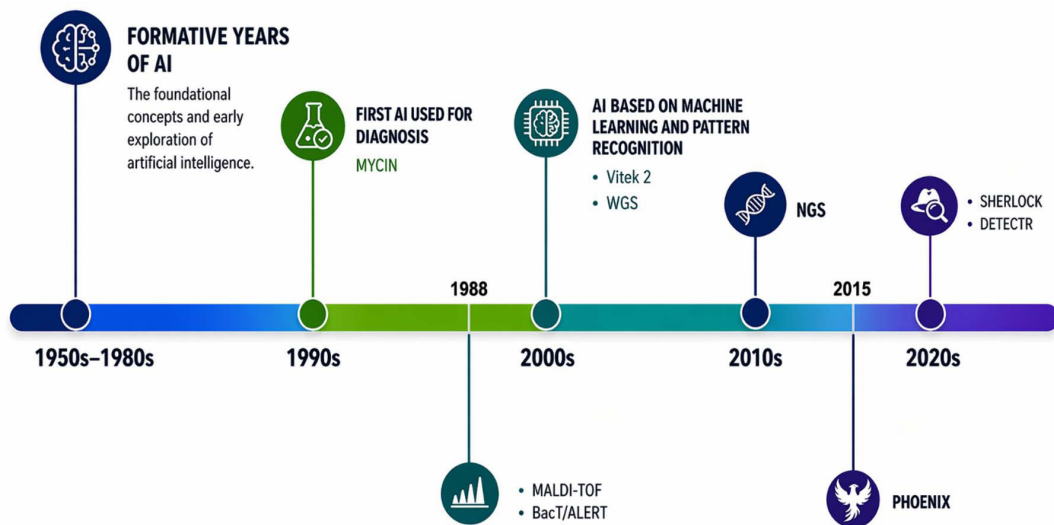 FORMATIVE YEARS
OF AI
The foundational
concepts and early
exploration of
artificial intelligence.
FIRST AI USED FOR
DIAGNOSIS
MYCIN
AI BASED ON MACHINE
LEARNING AND PATTERN
RECOGNITION
• Vitek 2
• WGS
NGS
• SHERLOCK
• DETECTR
1988
2015
1950s–1980s
1990s
2000s
2010s
2020s
• MALDI-TOF
• BacT/ALERT
PHOENIX